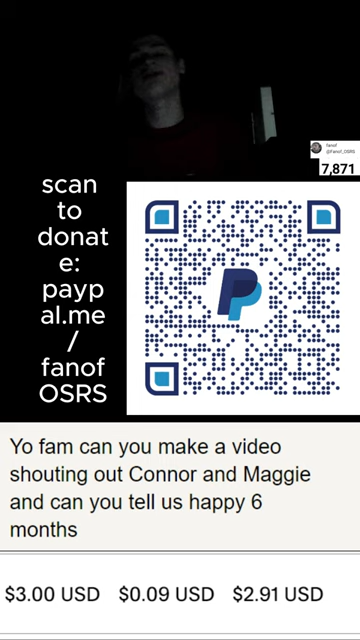 fanof
@Fanof_OSRS
7,871
scan
to
donat
e:
payp
al.me
/
fanof
OSRS
Yo fam can you make a video
shouting out Connor and Maggie
and can you tell us happy 6
months
$3.00 USD $0.09 USD $2.91 USD